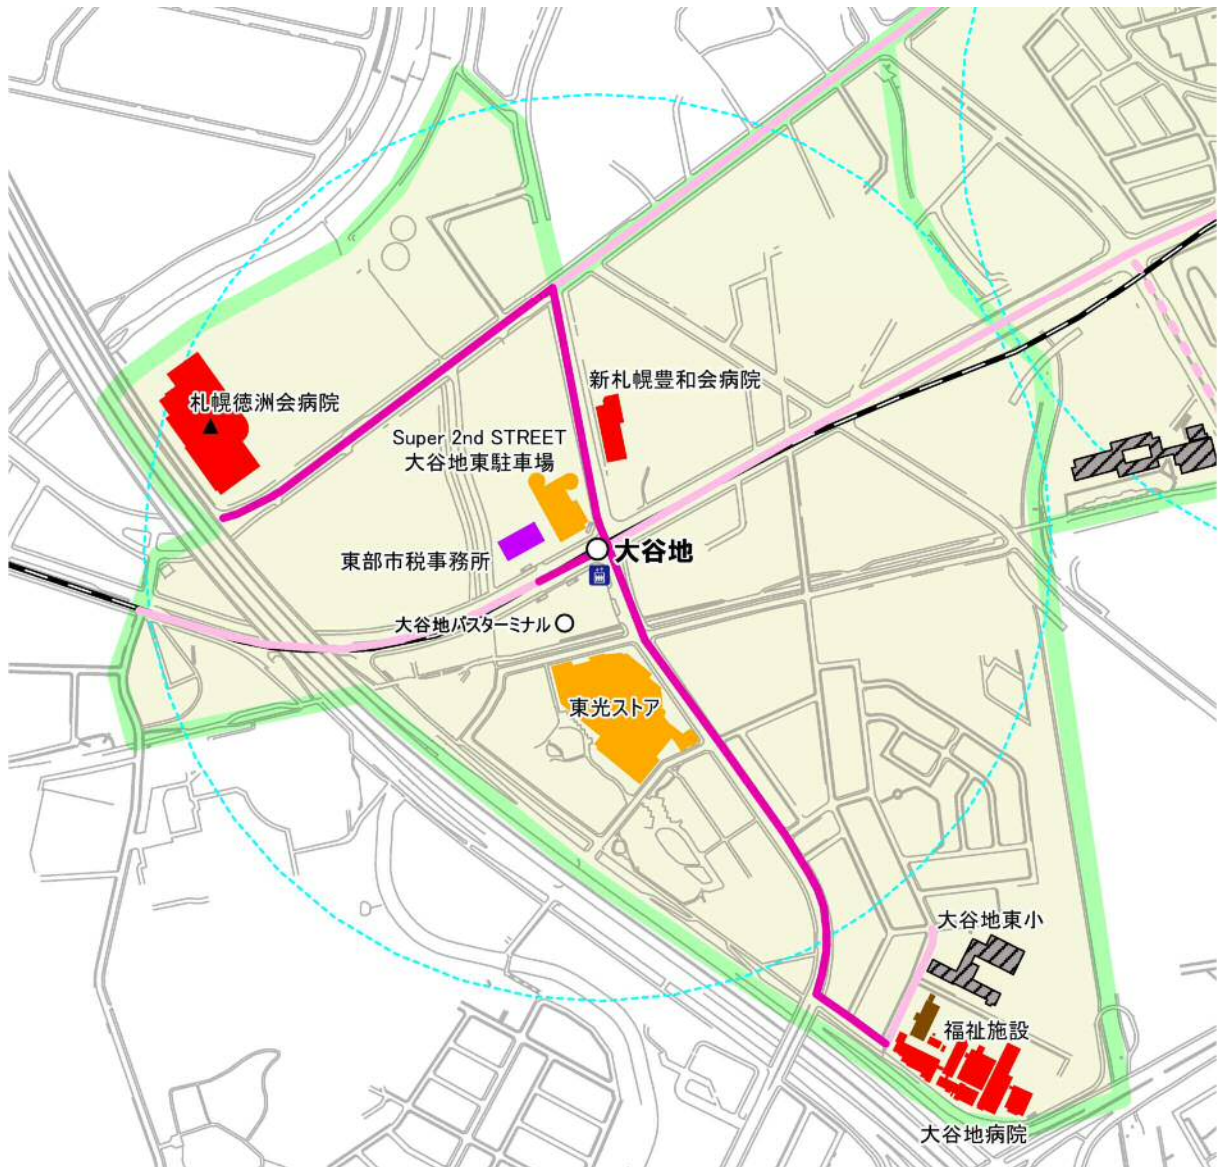 新札幌豊和会病院
札幌徳洲会病院
Super 2nd STREET
大谷地東駐車場
大谷地
東部市税事務所
大谷地バスターミナル
東光ストア
大谷地東小
福祉施設
大谷地病院